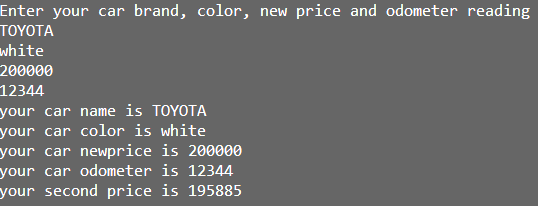 Enter your car brand, color, new price and odometer reading
TOYOTA
white
200000
12344
your car name is TOYOTA
your car color is white
your car newprice is 200000
your car odometer is 12344
your second price is 195885